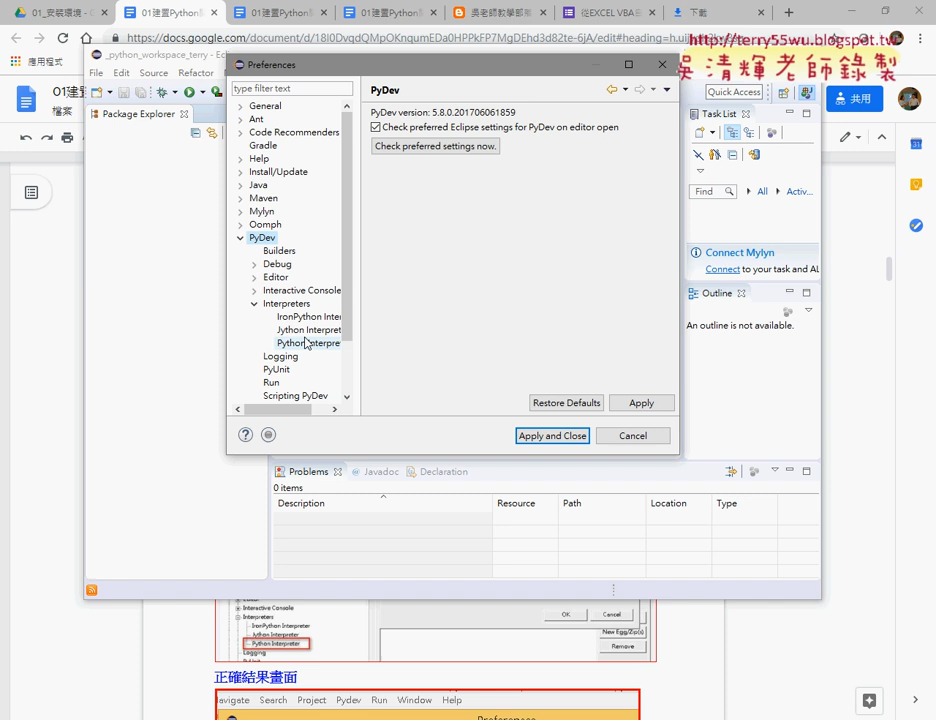 01_安裝環境 - G
01建置Python
01建置Python
01建置Python
吳老師教學部
從EXCEL VBA
下載
https://docs.google.com/document/d/18I0DvqdQMpOKnqumEDa0HPPkFP7MgDEhd3d82te-6jA/edit#heading=h.
http://terry55wu.blogspot.tw
吳清輝老師錄製
應用程式
01建置
檔案
共用
_python_workspace_terry - Ec
File Edit Source Refactor
Quick Access
Package Explorer
Task List
Find
All
Activ...
Connect Mylyn
Connect to your task and AL
Outline
An outline is not available.
Preferences
type filter text
General
Ant
Code Recommenders
Gradle
Help
Install/Update
Java
Maven
Mylyn
Oomph
PyDev
Builders
Debug
Editor
Interactive Console
Interpreters
IronPython Inter
Jython Interpret
Python Interpre
Logging
PyUnit
Run
Scripting PyDev
PyDev
PyDev version: 5.8.0.201706061859
Check preferred Eclipse settings for PyDev on editor open
Check preferred settings now.
Restore Defaults
Apply
Apply and Close
Cancel
Problems
Javadoc
Declaration
0 items
Description
Resource
Path
Location
Type
Interactive Console
Interpreters
IronPython Interpreter
Jython Interpreter
Python Interpreter
Logging
OK
Cancel
New Egg/Zip(s)
Remove
正確結果畫面
avigate Search Project Pydev Run Window Help
Preferences